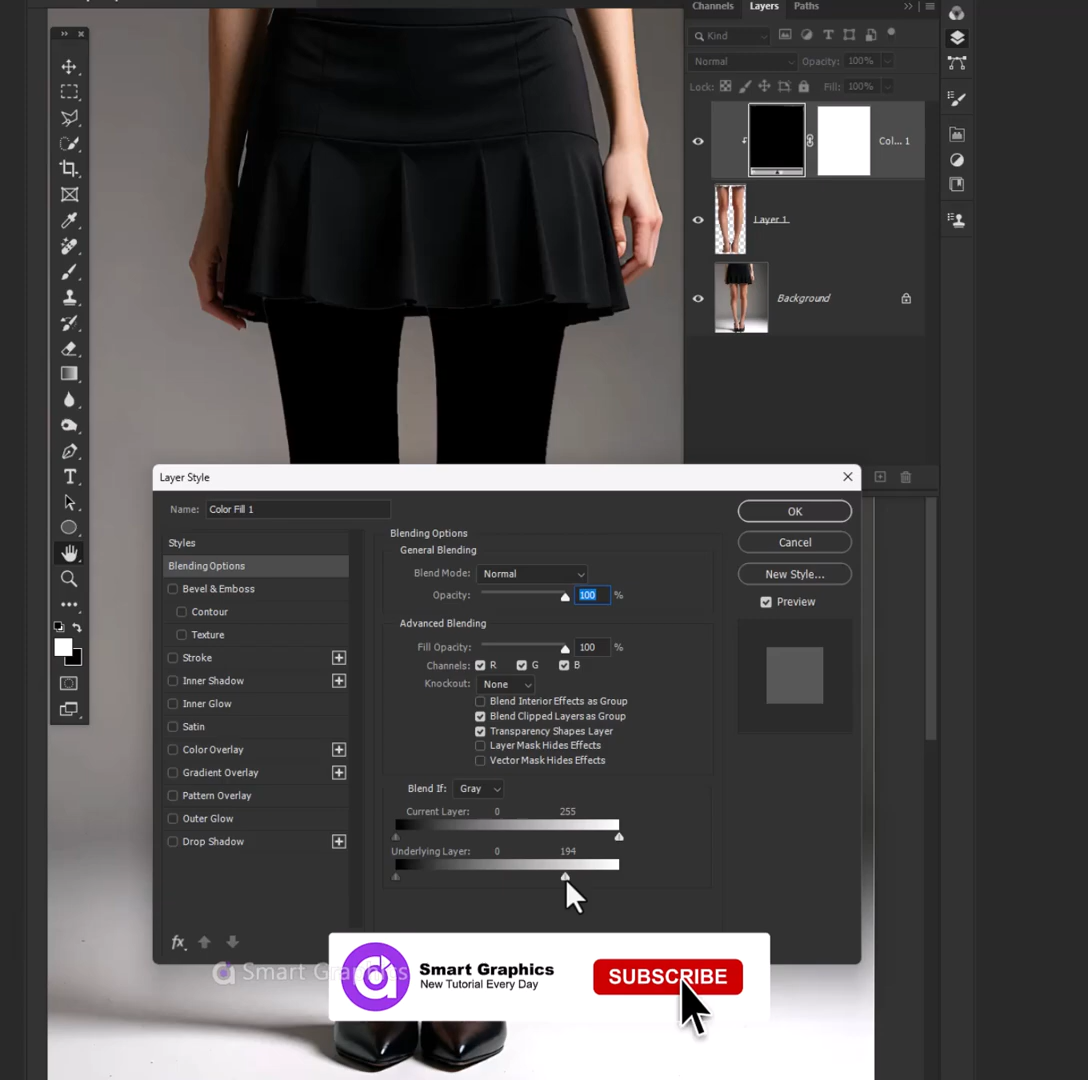 Channels Layers Paths
Kind
Normal Opacity: 100%
Lock: Fill: 100%
Col... 1
Layer 1
Background
Layer Style
Name: Color Fill 1
OK
Cancel
New Style...
Preview
Styles
Blending Options
Bevel & Emboss
Contour
Texture
Stroke
Inner Shadow
Inner Glow
Satin
Color Overlay
Gradient Overlay
Pattern Overlay
Outer Glow
Drop Shadow
fx
Blending Options
General Blending
Blend Mode: Normal
Opacity: 100 %
Advanced Blending
Fill Opacity: 100 %
Channels: R G B
Knockout: None
Blend Interior Effects as Group
Blend Clipped Layers as Group
Transparency Shapes Layer
Layer Mask Hides Effects
Vector Mask Hides Effects
Blend If: Gray
Current Layer: 0 255
Underlying Layer: 0 194
Smart Graphics
Smart Graphics
New Tutorial Every Day
SUBSCRIBE